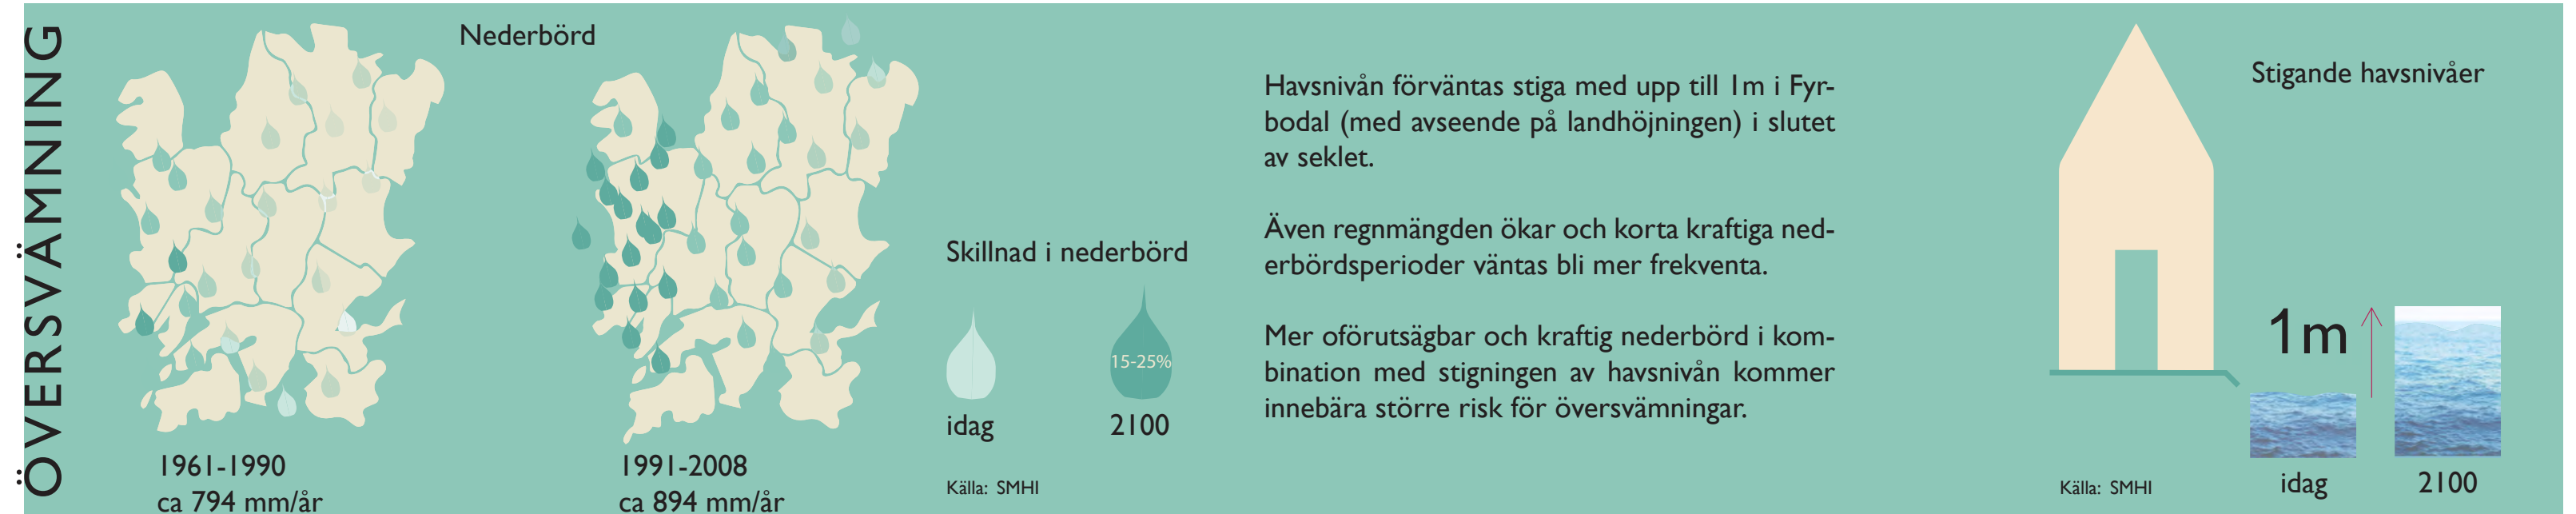 ÖVERSVÄMNING
Nederbörd
1961-1990
ca 794 mm/år
1991-2008
ca 894 mm/år
Skillnad i nederbörd
15-25%
idag
2100
Källa: SMHI
Havsnivån förväntas stiga med upp till 1m i Fyr-
bodal (med avseende på landhöjningen) i slutet
av seklet.
Även regnmängden ökar och korta kraftiga ned-
erbördsperioder väntas bli mer frekventa.
Mer oförutsägbar och kraftig nederbörd i kom-
bination med stigningen av havsnivån kommer
innebära större risk för översvämningar.
Stigande havsnivåer
1m
idag
2100
Källa: SMHI